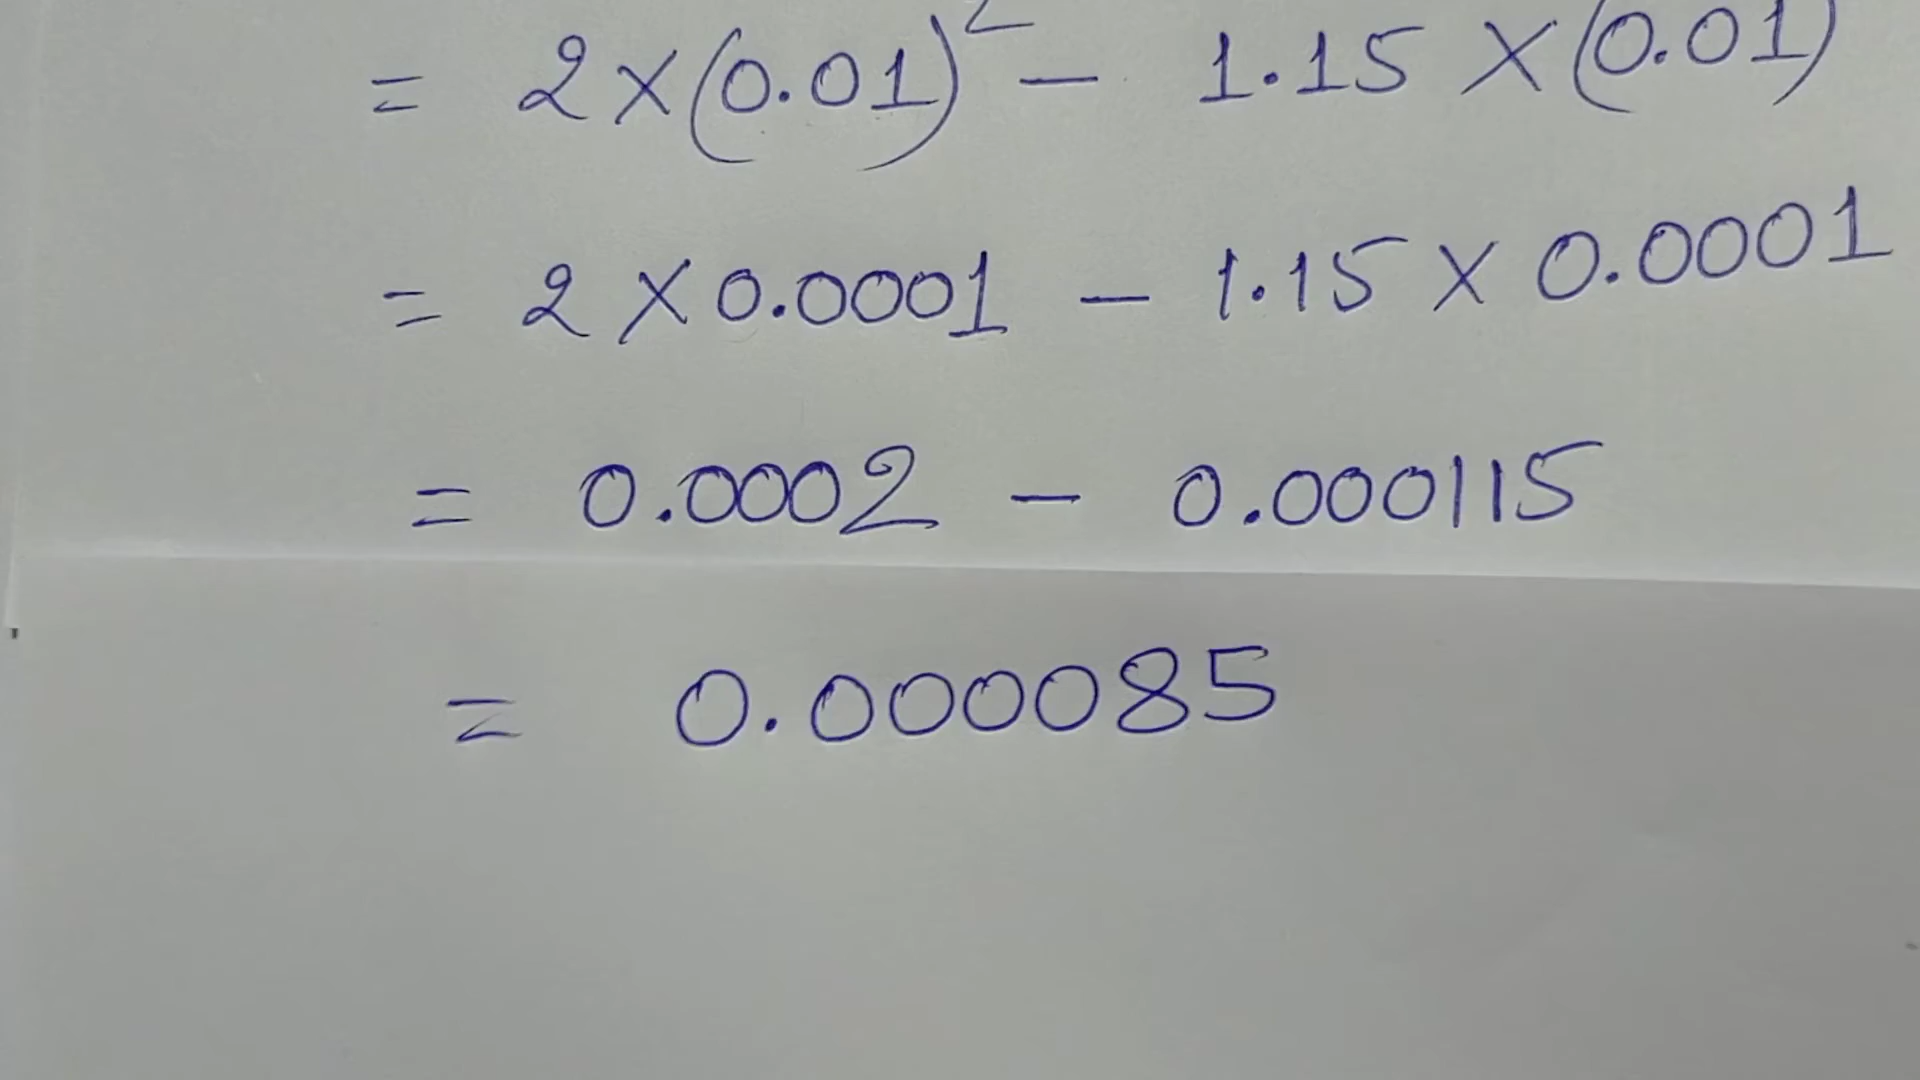 = 2 × (0.01)² − 1.15 × (0.01)
= 2 × 0.0001 − 1.15 × 0.0001
= 0.0002 − 0.000115
= 0.000085